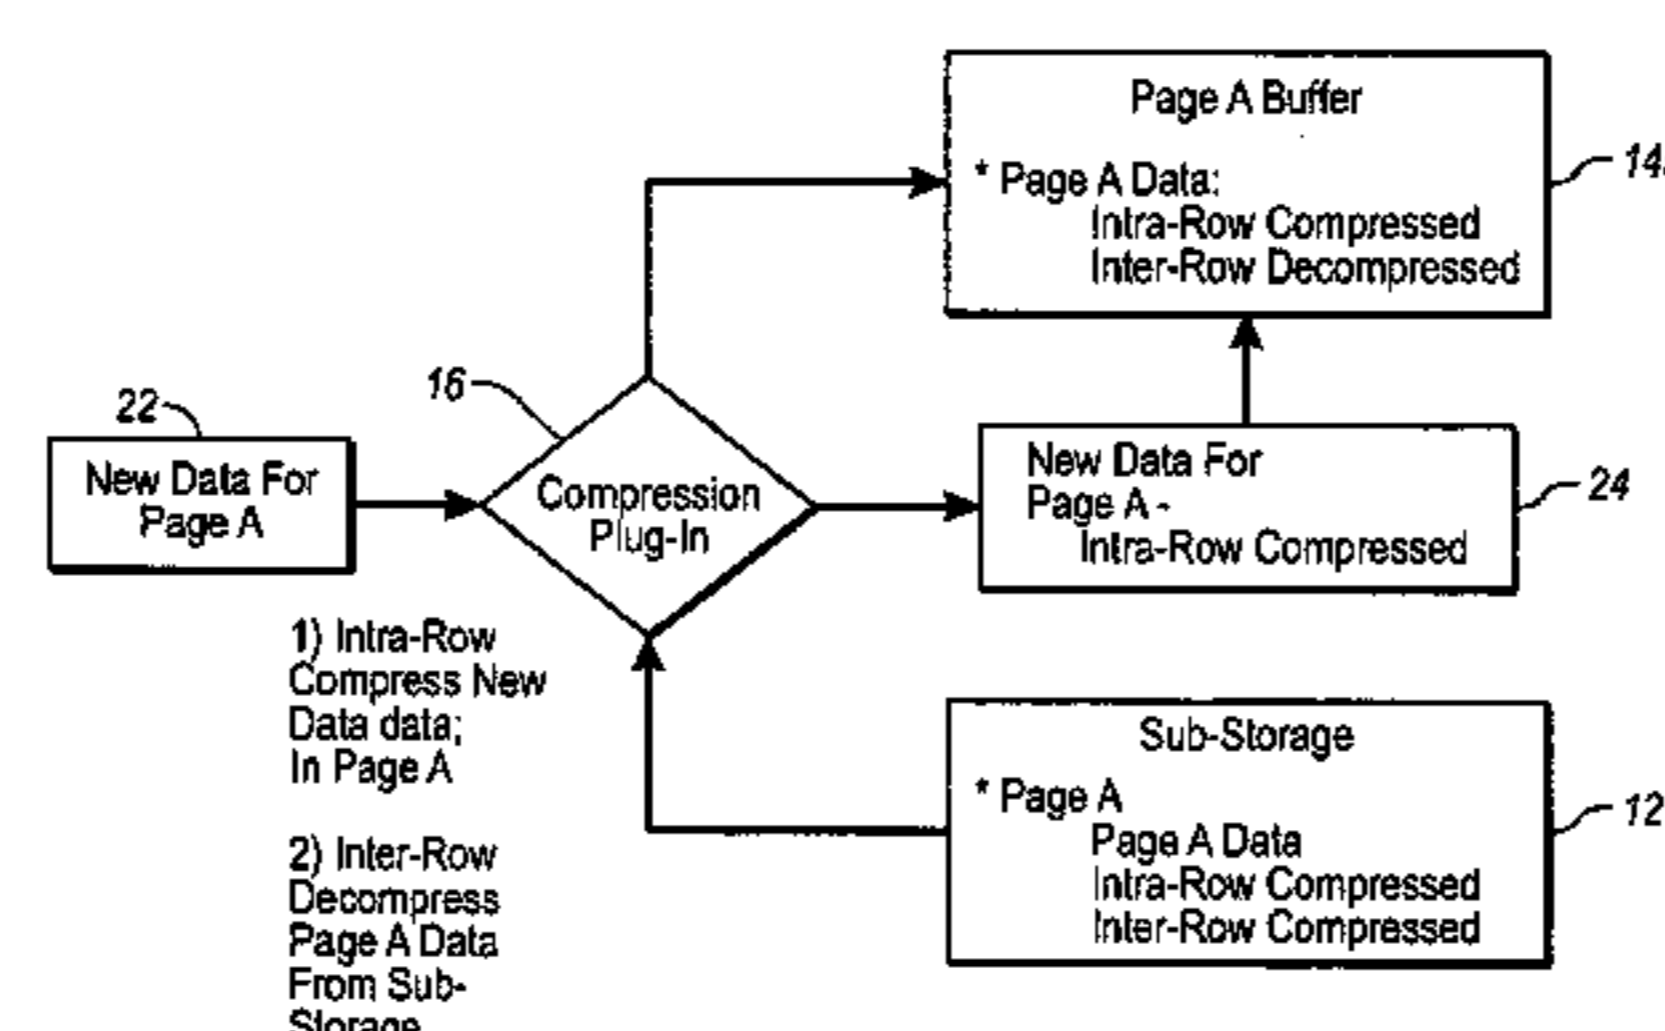 Page A Buffer
* Page A Data:
Intra-Row Compressed
Inter-Row Decompressed
14
16
22
New Data For
Page A
Compression
Plug-In
New Data For
Page A -
Intra-Row Compressed
24
1) Intra-Row
Compress New
Data data;
In Page A
2) Inter-Row
Decompress
Page A Data
From Sub-
Storage
Sub-Storage
* Page A
Page A Data
Intra-Row Compressed
Inter-Row Compressed
12